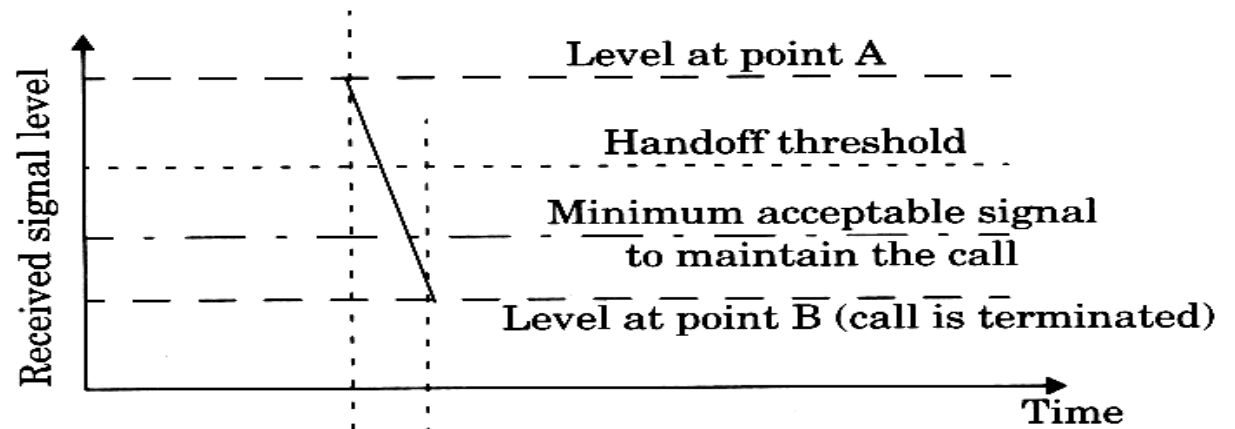 Level at point A
Handoff threshold
Minimum acceptable signal
to maintain the call
Level at point B (call is terminated)
Received signal level
Time